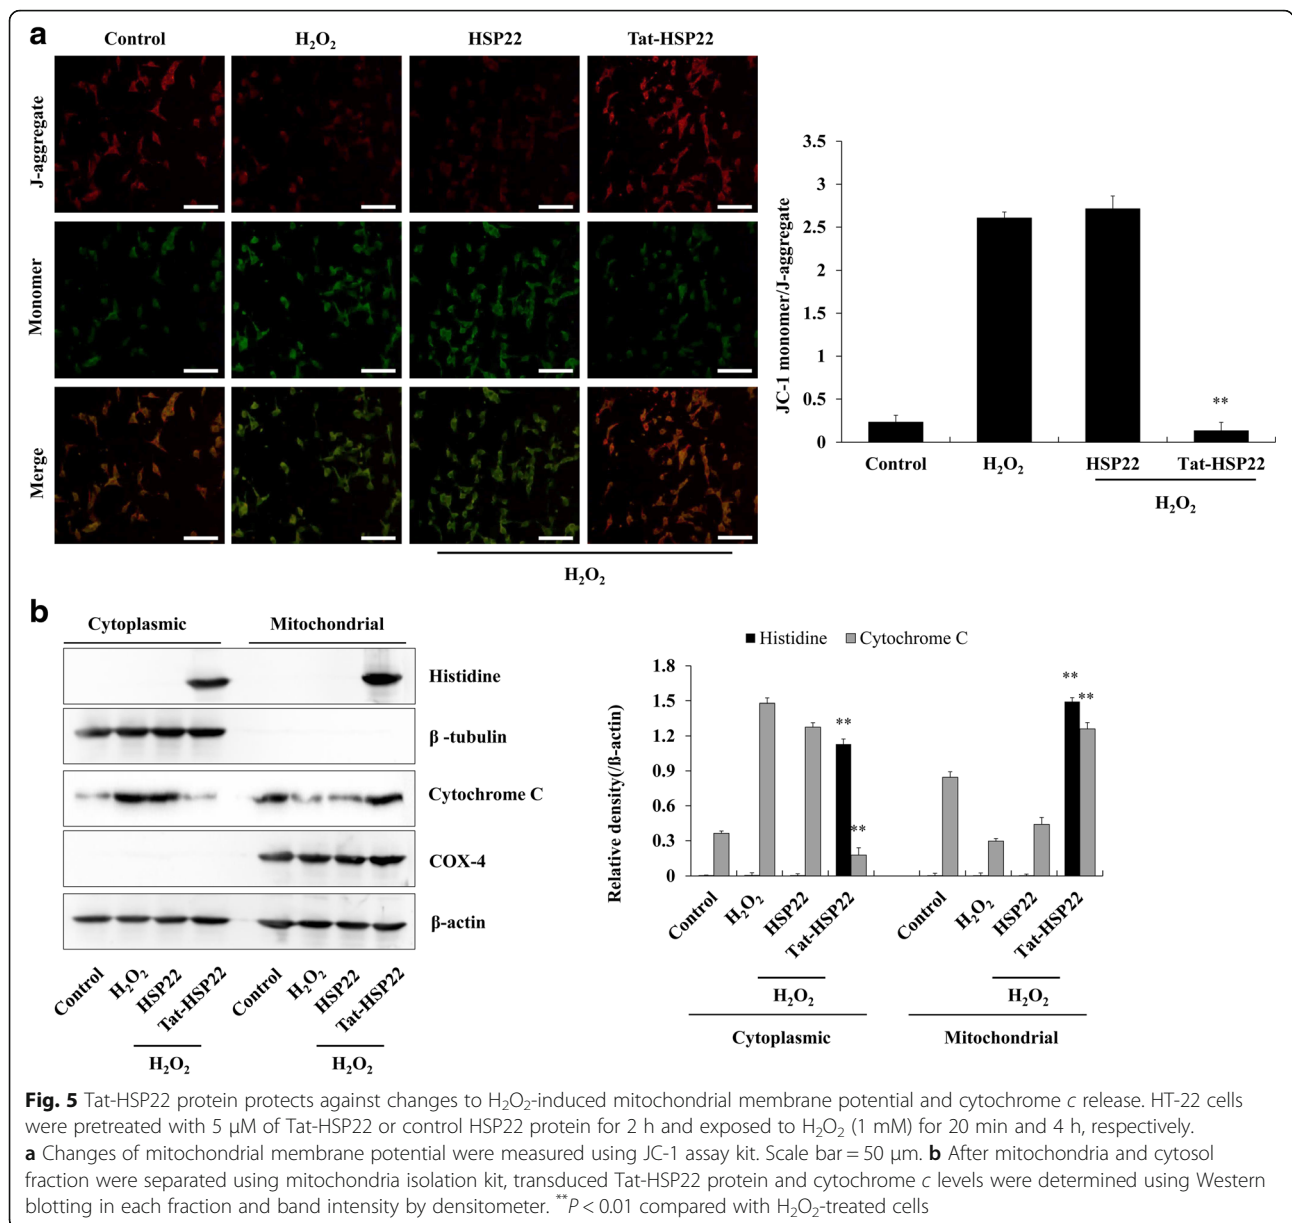 a
Control H₂O₂ HSP22 Tat-HSP22
J-aggregate
Monomer
Merge
H₂O₂
JC-1 monomer/J-aggregate
3.5
3
2.5
2
1.5
1
0.5
0
**
Control H₂O₂ HSP22 Tat-HSP22
H₂O₂
b
Cytoplasmic Mitochondrial
Histidine
β -tubulin
Cytochrome C
COX-4
β-actin
Control H₂O₂ HSP22 Tat-HSP22 Control H₂O₂ HSP22 Tat-HSP22
H₂O₂ H₂O₂
Histidine Cytochrome C
Relative density(/ß-actin)
1.8
1.5
1.2
0.9
0.6
0.3
0
** ** ** **
Control H₂O₂ HSP22 Tat-HSP22 Control H₂O₂ HSP22 Tat-HSP22
H₂O₂ H₂O₂
Cytoplasmic Mitochondrial
Fig. 5 Tat-HSP22 protein protects against changes to H₂O₂-induced mitochondrial membrane potential and cytochrome c release. HT-22 cells
were pretreated with 5 μM of Tat-HSP22 or control HSP22 protein for 2 h and exposed to H₂O₂ (1 mM) for 20 min and 4 h, respectively.
a Changes of mitochondrial membrane potential were measured using JC-1 assay kit. Scale bar = 50 μm. b After mitochondria and cytosol
fraction were separated using mitochondria isolation kit, transduced Tat-HSP22 protein and cytochrome c levels were determined using Western
blotting in each fraction and band intensity by densitometer. **P < 0.01 compared with H₂O₂-treated cells